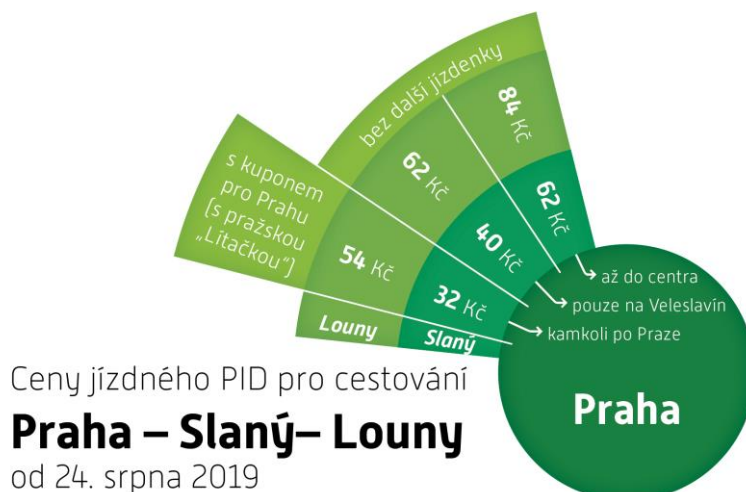 bez další jízdenky
84 Kč
62 Kč
s kuponem
pro Prahu
(s pražskou
„Lítačkou“)
54 Kč
62 Kč
40 Kč
32 Kč
Louny
Slaný
až do centra
pouze na Veleslavín
kamkoli po Praze
Praha
Ceny jízdného PID pro cestování
Praha – Slaný– Louny
od 24. srpna 2019